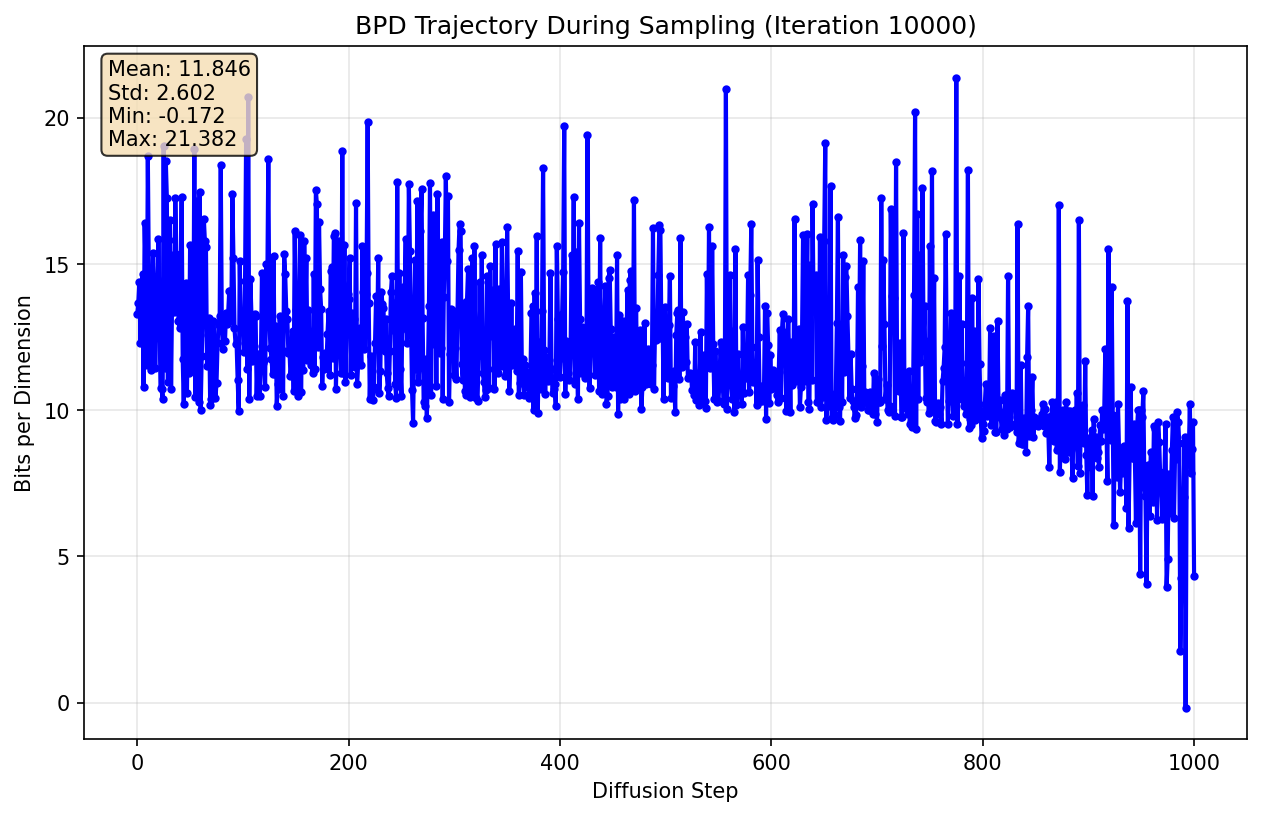 BPD Trajectory During Sampling (Iteration 10000)
Mean: 11.846
Std: 2.602
Min: -0.172
Max: 21.382
20
15
10
5
0
Bits per Dimension
0 200 400 600 800 1000
Diffusion Step